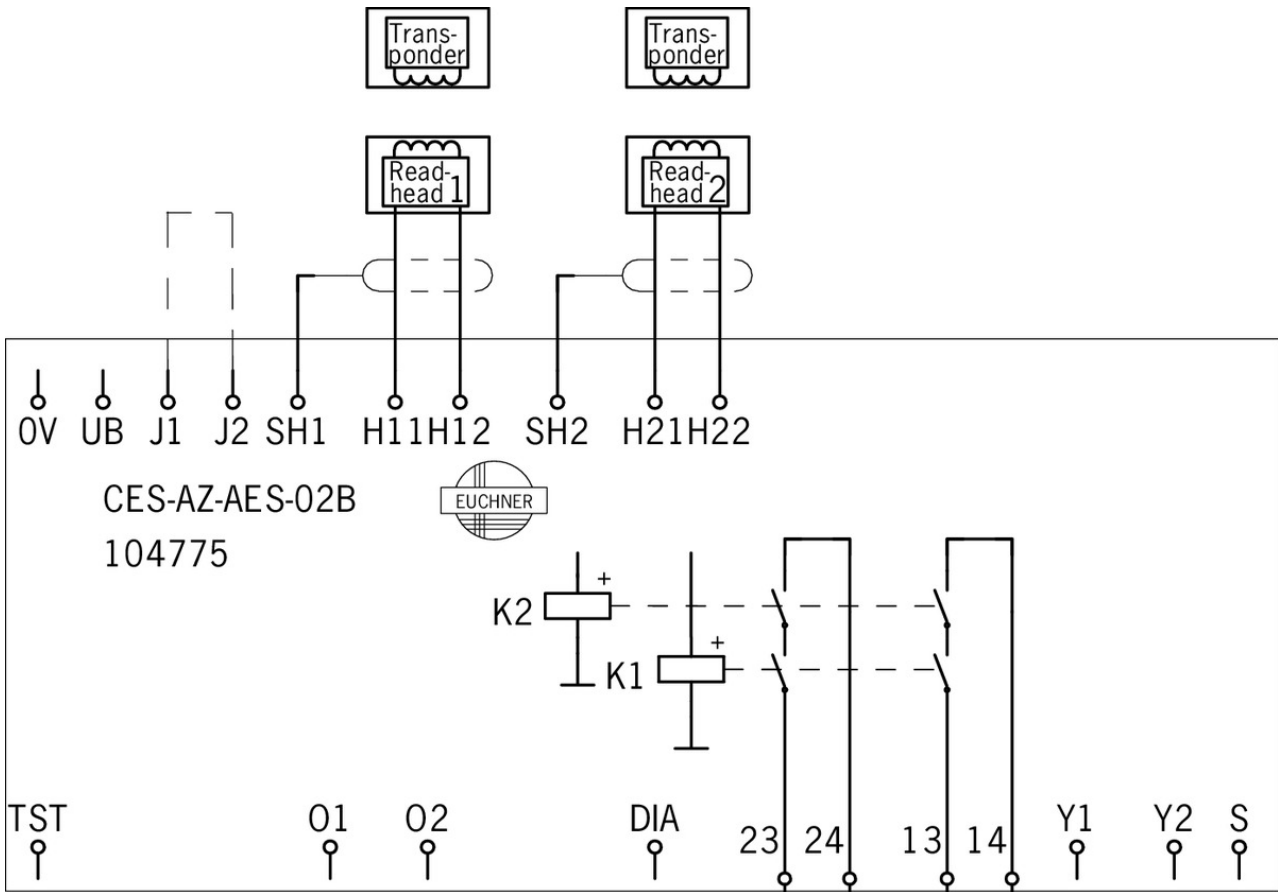 Trans-
ponder
Trans-
ponder
Read-
head 1
Read-
head 2
0V UB J1 J2 SH1 H11 H12 SH2 H21 H22
CES-AZ-AES-02B
EUCHNER
104775
+
K2
+
K1
TST O1 O2 DIA 23 24 13 14 Y1 Y2 S